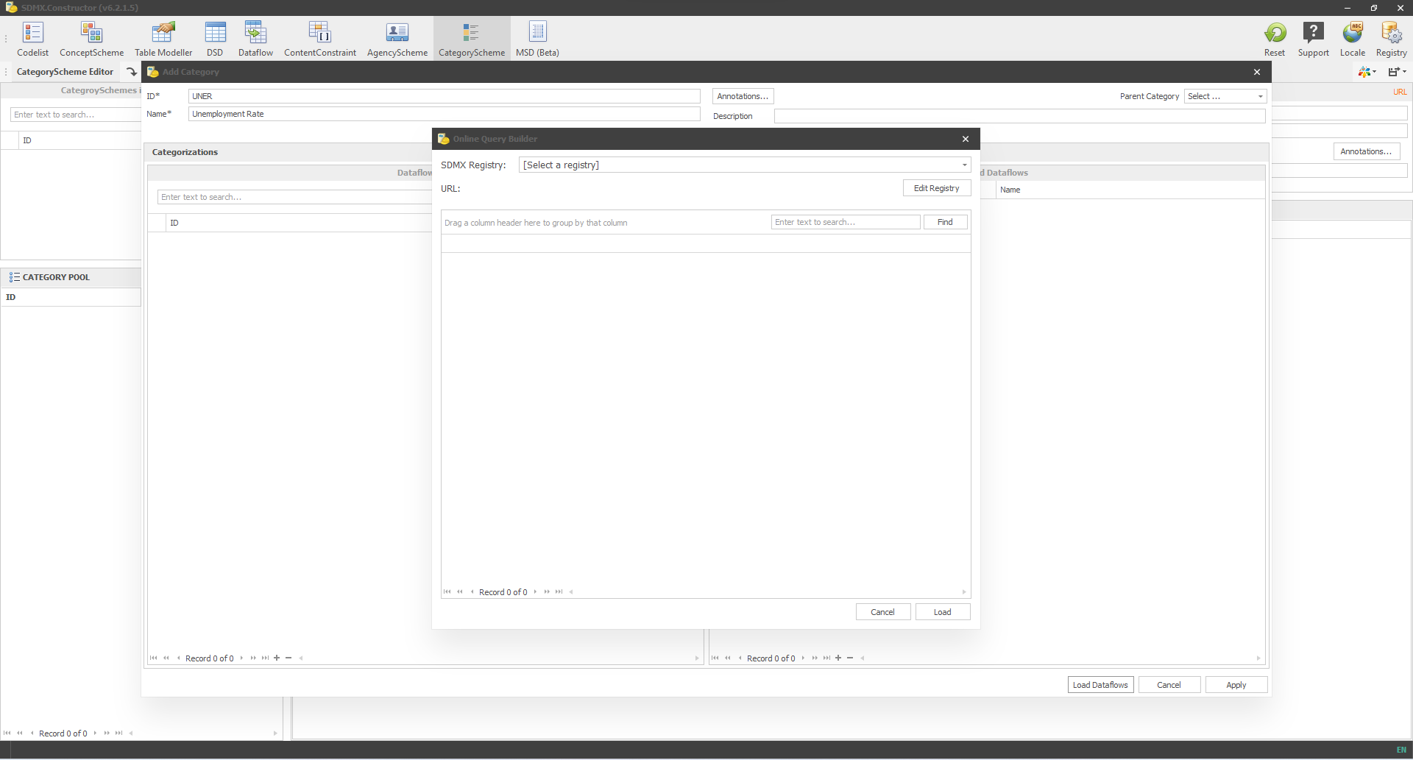 SDMX.Constructor (v6.2.1.5)
Codelist
ConceptScheme
Table Modeller
DSD
Dataflow
ContentConstraint
AgencyScheme
CategoryScheme
MSD (Beta)
Reset
Support
Locale
Registry
CategoryScheme Editor
Add Category
CategroySchemes i
URL
ID*
UNER
Annotations...
Parent Category
Select ...
Enter text to search...
Name*
Unemployment Rate
Description
ID
Online Query Builder
Categorizations
Annotations...
SDMX Registry:
[Select a registry]
Dataflow
d Dataflows
URL:
Edit Registry
Name
Enter text to search...
ID
Drag a column header here to group by that column
Enter text to search...
Find
CATEGORY POOL
ID
Record 0 of 0
Cancel
Load
Record 0 of 0
Record 0 of 0
Load Dataflows
Cancel
Apply
Record 0 of 0
EN